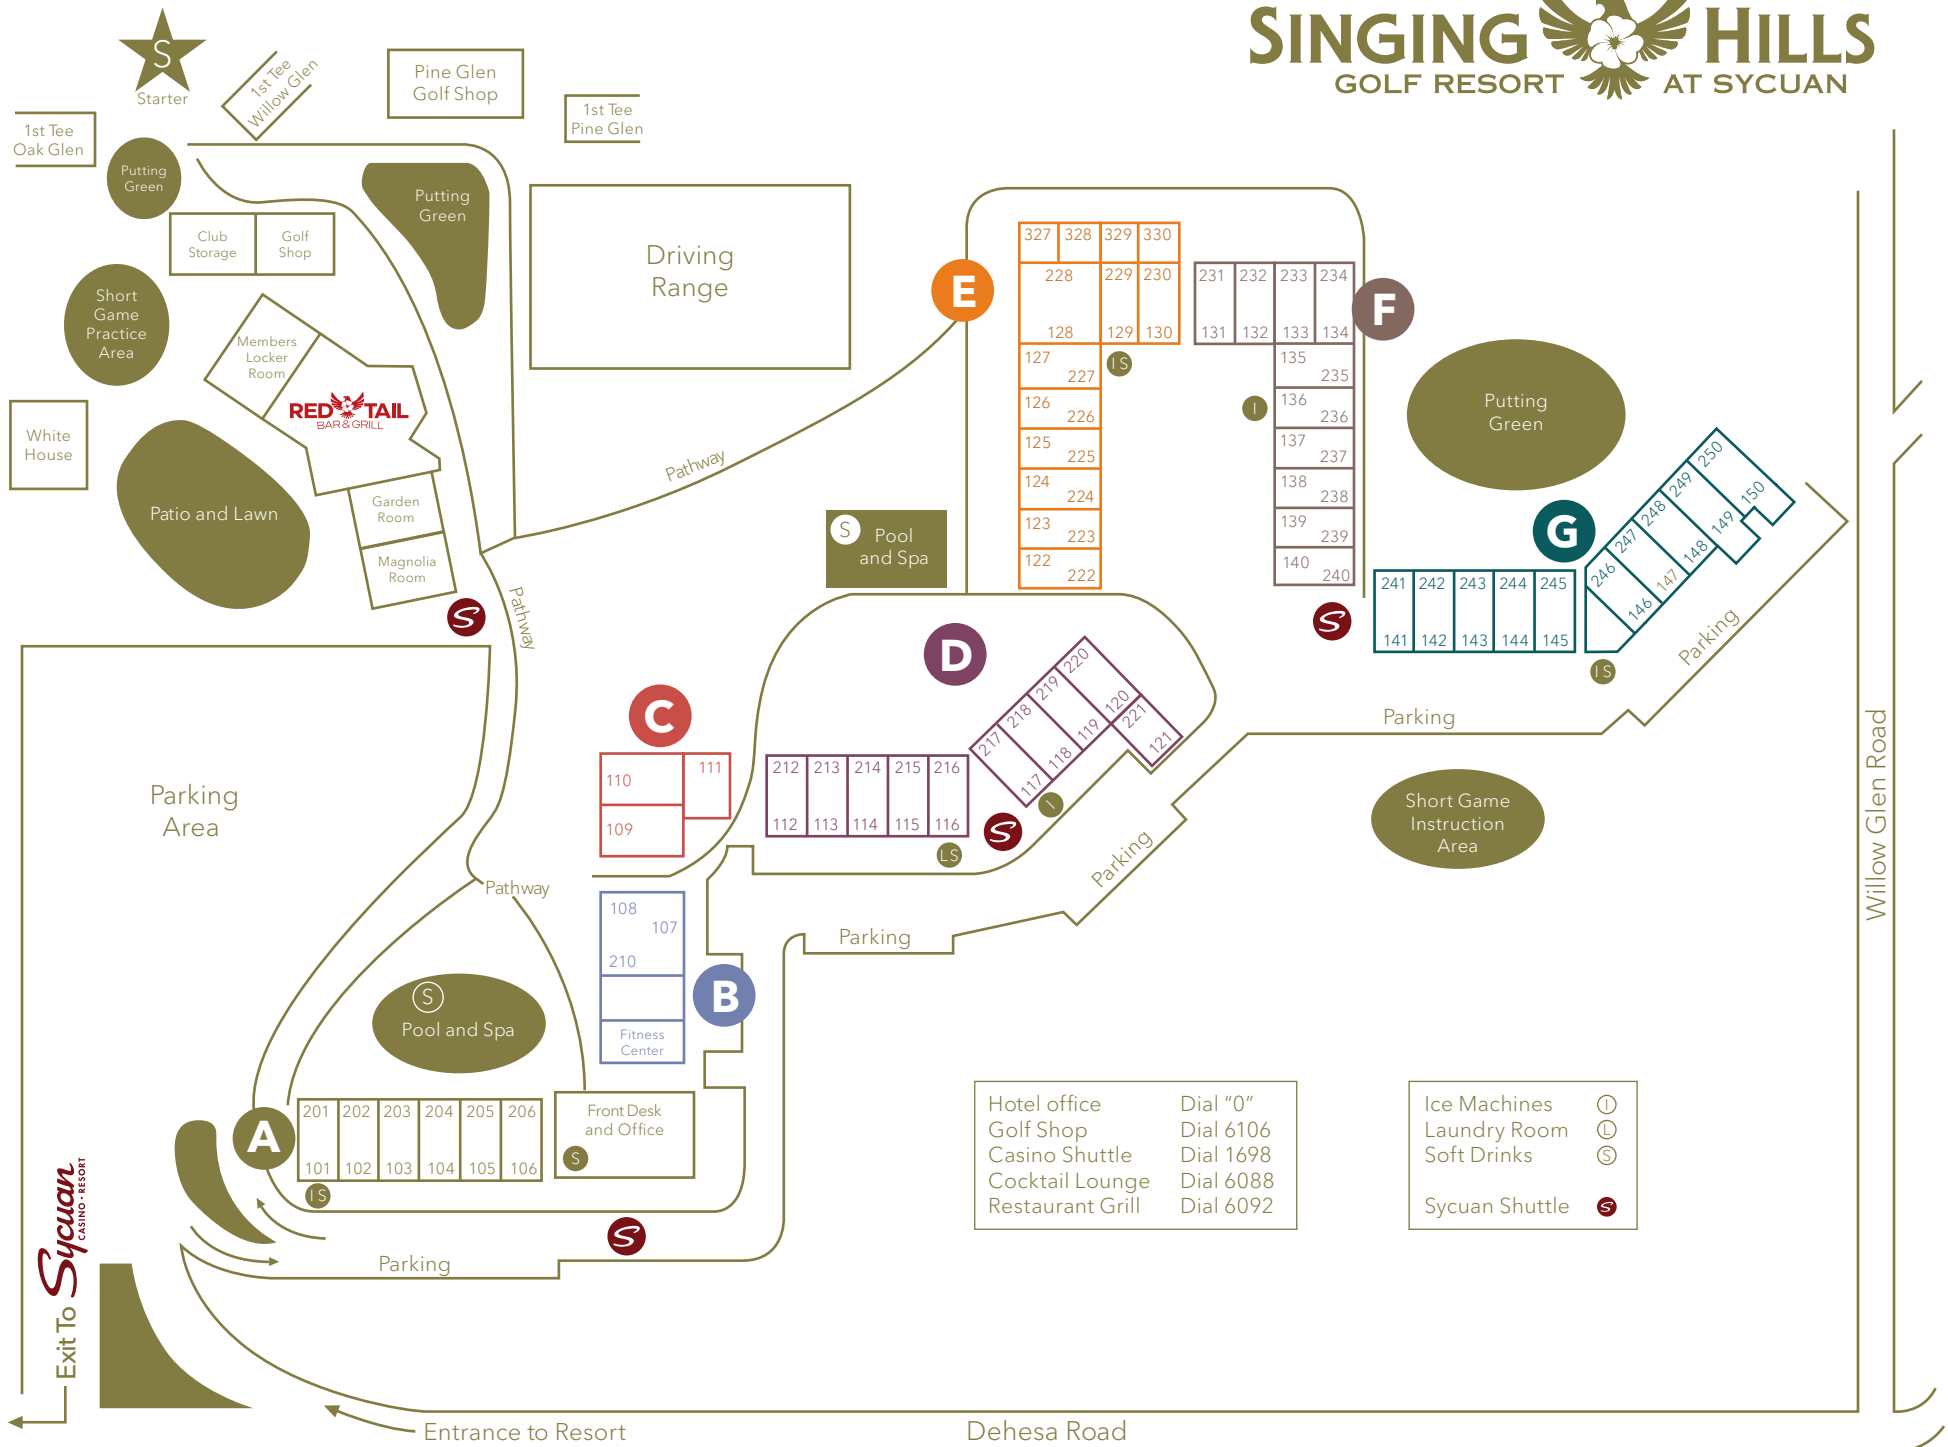 SINGING HILLS
GOLF RESORT AT SYCUAN
S
Starter
1st Tee
Willow Glen
Pine Glen
Golf Shop
1st Tee
Pine Glen
1st Tee
Oak Glen
Putting
Green
Putting
Green
Club
Storage
Golf
Shop
Driving
Range
Short
Game
Practice
Area
Members
Locker
Room
RED TAIL
BAR & GRILL
White
House
Patio and Lawn
Garden
Room
Magnolia
Room
S
Pathway
Pathway
Pathway
Parking
Area
E
327 328 329 330
228 229 230
128 129 130
127
227
126
226
125
225
124
224
123
223
122
222
I S
F
231 232 233 234
131 132 133 134
135
235
136
236
137
237
138
238
139
239
140
240
I
S
Putting
Green
G
241 242 243 244 245
141 142 143 144 145
246 247 248 249 250
146 147 148 149 150
I S
Parking
Parking
S
Pool
and Spa
D
212 213 214 215 216
112 113 114 115 116
217 218 219 220
221
117 118 119 120
121
I
S
L S
C
110
111
109
Parking
Parking
Short Game
Instruction
Area
Willow Glen Road
108
107
210
B
Fitness
Center
S
Pool and Spa
A
201 202 203 204 205 206
101 102 103 104 105 106
I S
Front Desk
and Office
S
S
Parking
Hotel office Dial “0”
Golf Shop Dial 6106
Casino Shuttle Dial 1698
Cocktail Lounge Dial 6088
Restaurant Grill Dial 6092
Ice Machines I
Laundry Room L
Soft Drinks S
Sycuan Shuttle S
Exit To Sycuan
CASINO • RESORT
Entrance to Resort
Dehesa Road